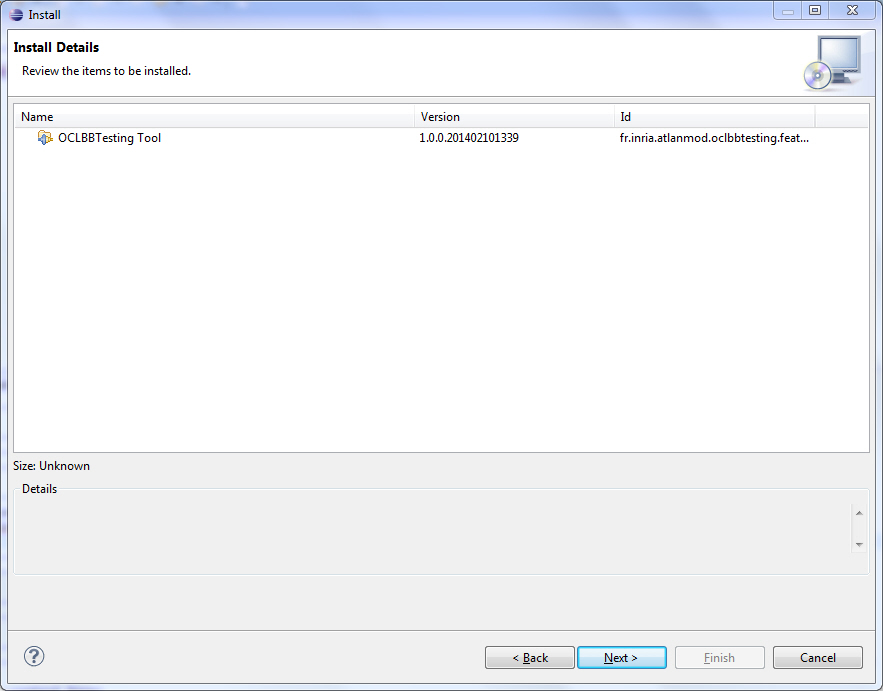 Install
Install Details
Review the items to be installed.
Name Version Id
OCLBBTesting Tool 1.0.0.201402101339 fr.inria.atlanmod.oclbbtesting.feat...
Size: Unknown
Details
? < Back Next > Finish Cancel